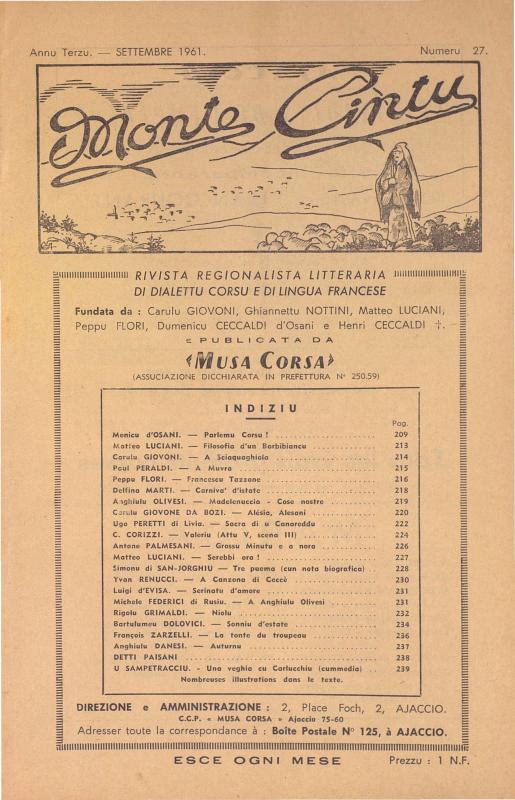 Annu Terzu. — SETTEMBRE 1961. Numeru 27.
Monte Cintu
RIVISTA REGIONALISTA LITTERARIA
DI DIALETTU CORSU E DI LINGUA FRANCESE
Fundata da : Carulu GIOVONI, Ghiannettu NOTTINI, Matteo LUCIANI,
Peppu FLORI, Dumenicu CECCALDI d'Osani e Henri CECCALDI †.
e PUBLICATA DA
«MUSA CORSA»
(ASSUCIAZIONE DICCHIARATA IN PREFETTURA N° 250.59)
INDIZIU
Pag.
Menicu d'OSANI. — Parlemu Corsu ! 209
Matteo LUCIANI. — Filosofia d'un Barbibiancu 213
Carulu GIOVONI. — A Sciaquaghiola 214
Paul PERALDI. — A Muvra 215
Peppu FLORI. — Francescu Tazzone 216
Delfina MARTI. — Carniva' d'istate 218
Anghiulu OLIVESI. — Madelenuccia - Cose nostre 219
Carulu GIOVONE DA BOZI. — Alésia, Alesani 220
Ugo PERETTI di Livia. — Socra di u Canareddu 222
C. CORIZZI. — Valeriu (Attu V, scena III) 224
Antone PALMESANI. — Grossu Minutu e a nora 226
Matteo LUCIANI. — Serebbi ora ! 227
Simonu di SAN-JORGHIU — Tre puema (cun nota biografica) 228
Yvan RENUCCI. — A Canzona di Ceccè 230
Luigi d'EVISA. — Serinatu d'amore 231
Michele FEDERICI di Rusiu. — A Anghiulu Olivesi 231
Rigolu GRIMALDI. — Niolu 232
Bartulumeu DOLOVICI. — Sonniu d'estate 234
François ZARZELLI. — La tonte du troupeau 236
Anghiulu DANESI. — Auturnu 237
DETTI PAISANI 238
U SAMPETRACCIU. - Una veghia cu Carlucchiu (cummedia) 239
Nombreuses illustrations dans le texte.
DIREZIONE e AMMINISTRAZIONE : 2, Place Foch, 2, AJACCIO.
C.C.P. « MUSA CORSA » Ajaccio 75-60
Adresser toute la correspondance à : Boîte Postale N° 125, à AJACCIO.
ESCE OGNI MESE Prezzu : 1 N.F.